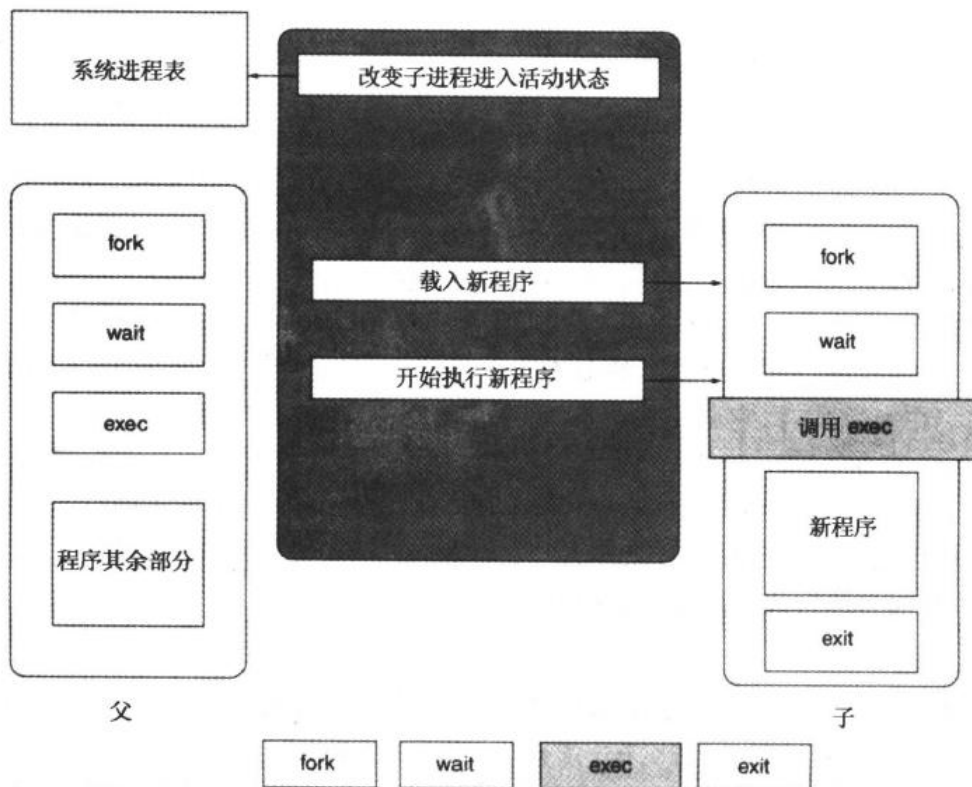 系统进程表
改变子进程进入活动状态
fork
wait
exec
程序其余部分
父
载入新程序
开始执行新程序
fork
wait
调用 exec
新程序
exit
子
fork
wait
exec
exit